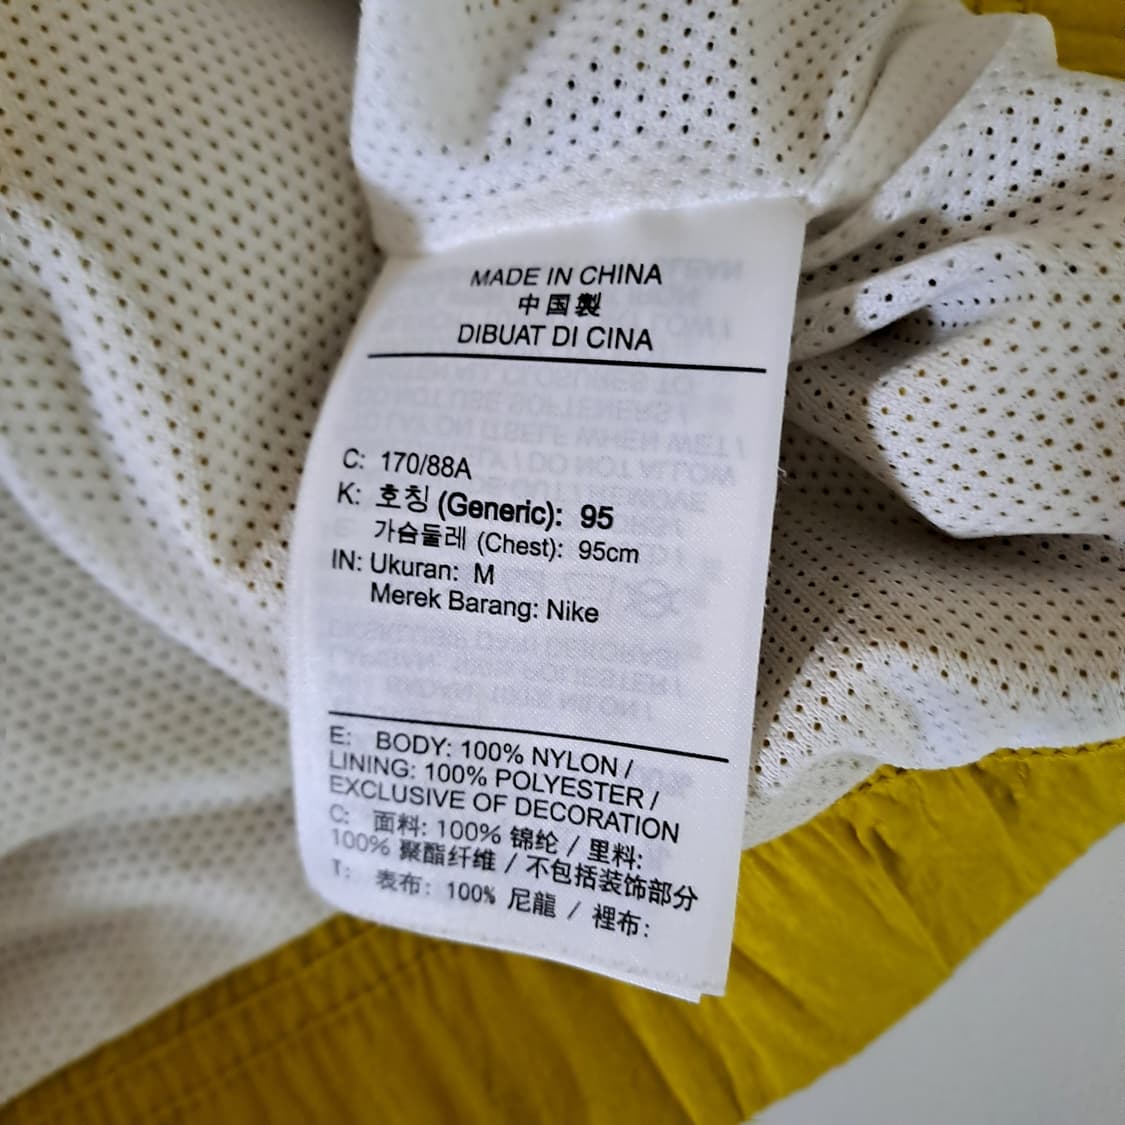 MADE IN CHINA
中国製
DIBUAT DI CINA
C: 170/88A
K: 호칭 (Generic): 95
가슴둘레 (Chest): 95cm
IN: Ukuran: M
Merek Barang: Nike
E: BODY: 100% NYLON /
LINING: 100% POLYESTER /
EXCLUSIVE OF DECORATION
C: 面料: 100% 锦纶 / 里料:
100% 聚酯纤维 / 不包括装饰部分
T: 表布: 100% 尼龍 / 裡布: